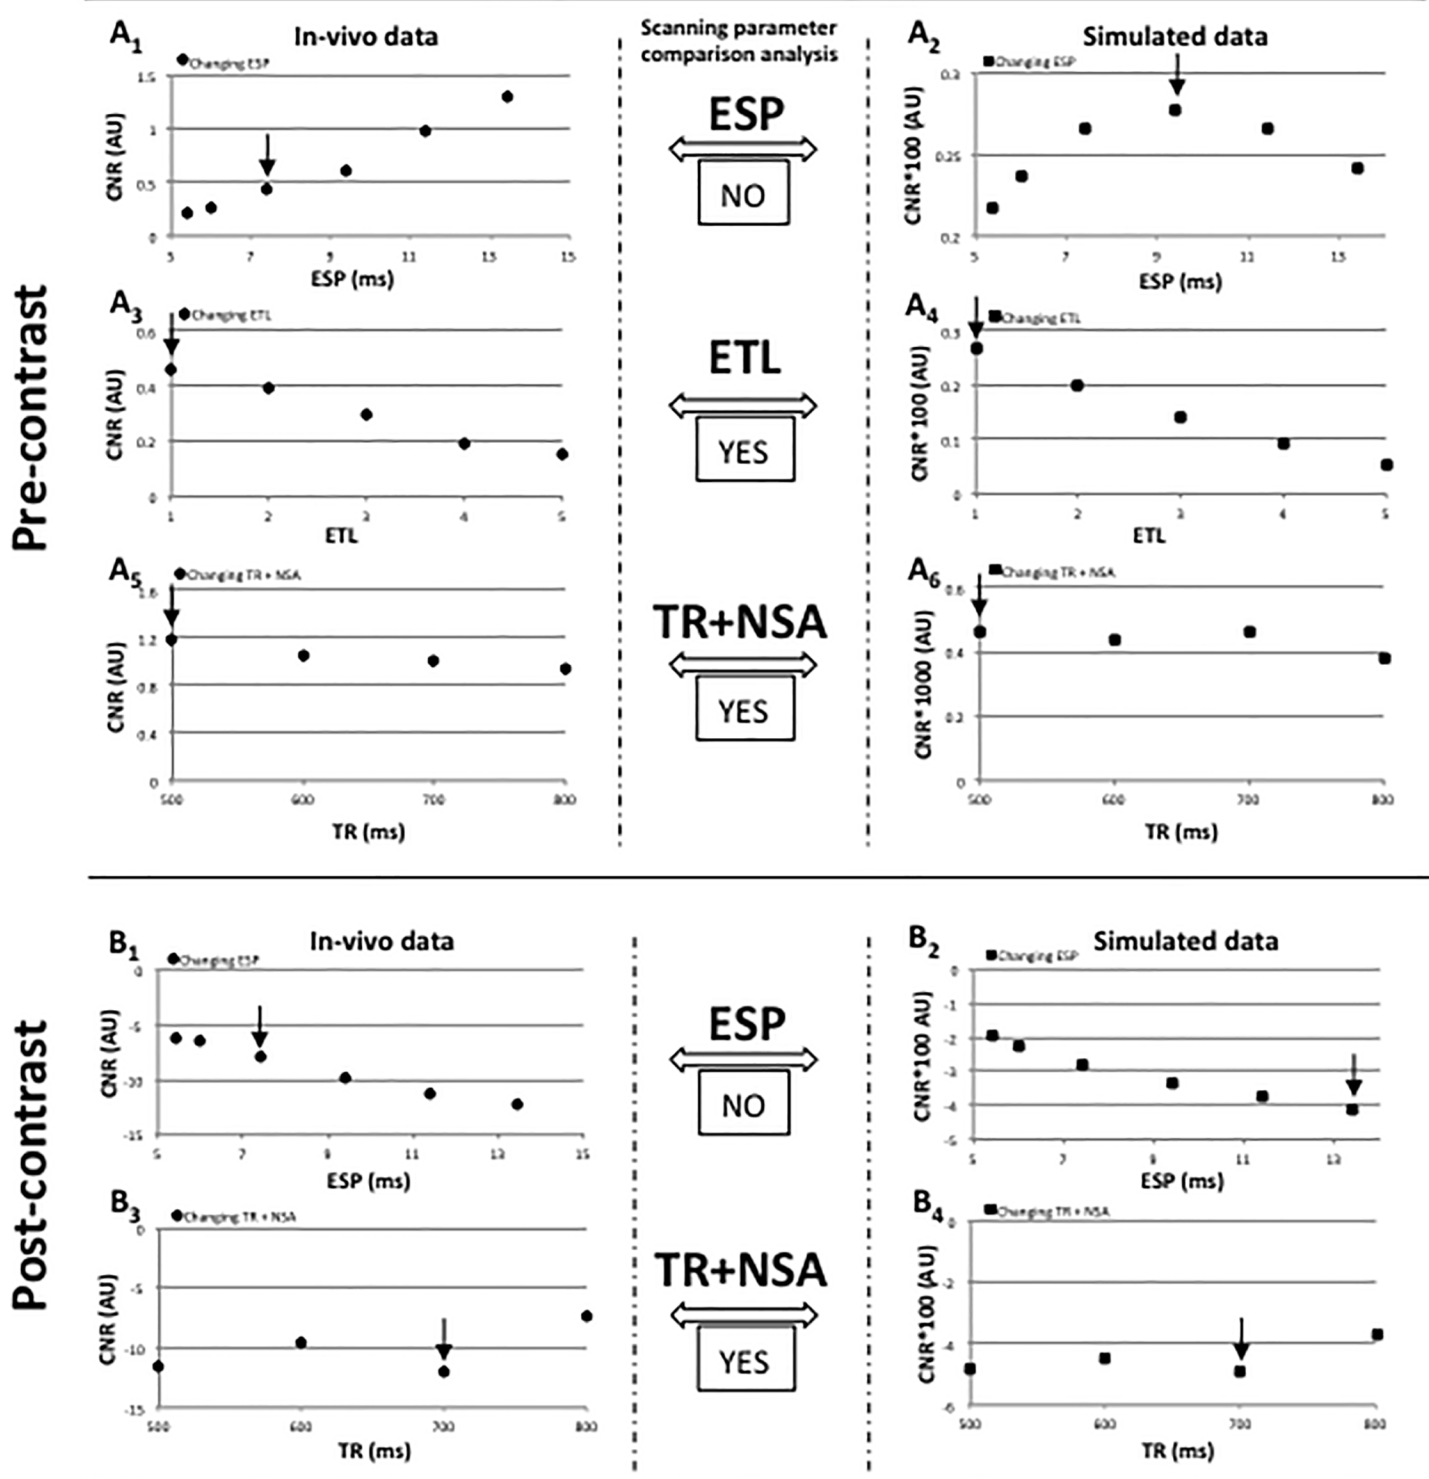 A1
In-vivo data
Changing ESP
1.5
1
0.5
0
CNR (AU)
5 7 9 11 13 15
ESP (ms)
Scanning parameter
comparison analysis
ESP
NO
A2
Simulated data
Changing ESP
0.3
0.25
0.2
CNR*100 (AU)
5 7 9 11 13
ESP (ms)
Pre-contrast
A3
Changing ETL
0.6
0.4
0.2
0
CNR (AU)
1 2 3 4 5
ETL
ETL
YES
A4
Changing ETL
0.3
0.2
0.1
0
CNR*100 (AU)
1 2 3 4 5
ETL
A5
Changing TR + NSA
1.6
1.2
0.8
0.4
0
CNR (AU)
500 600 700 800
TR (ms)
TR+NSA
YES
A6
Changing TR + NSA
0.6
0.4
0.2
0
CNR*1000 (AU)
500 600 700 800
TR (ms)
Post-contrast
B1
In-vivo data
Changing ESP
0
-5
-10
-15
CNR (AU)
5 7 9 11 13 15
ESP (ms)
ESP
NO
B2
Simulated data
Changing ESP
0
-1
-2
-3
-4
-5
CNR*100 AU)
5 7 9 11 13
ESP (ms)
B3
Changing TR + NSA
0
-5
-10
-15
CNR (AU)
500 600 700 800
TR (ms)
TR+NSA
YES
B4
Changing TR + NSA
0
-2
-4
-6
CNR*100 (AU)
500 600 700 800
TR (ms)